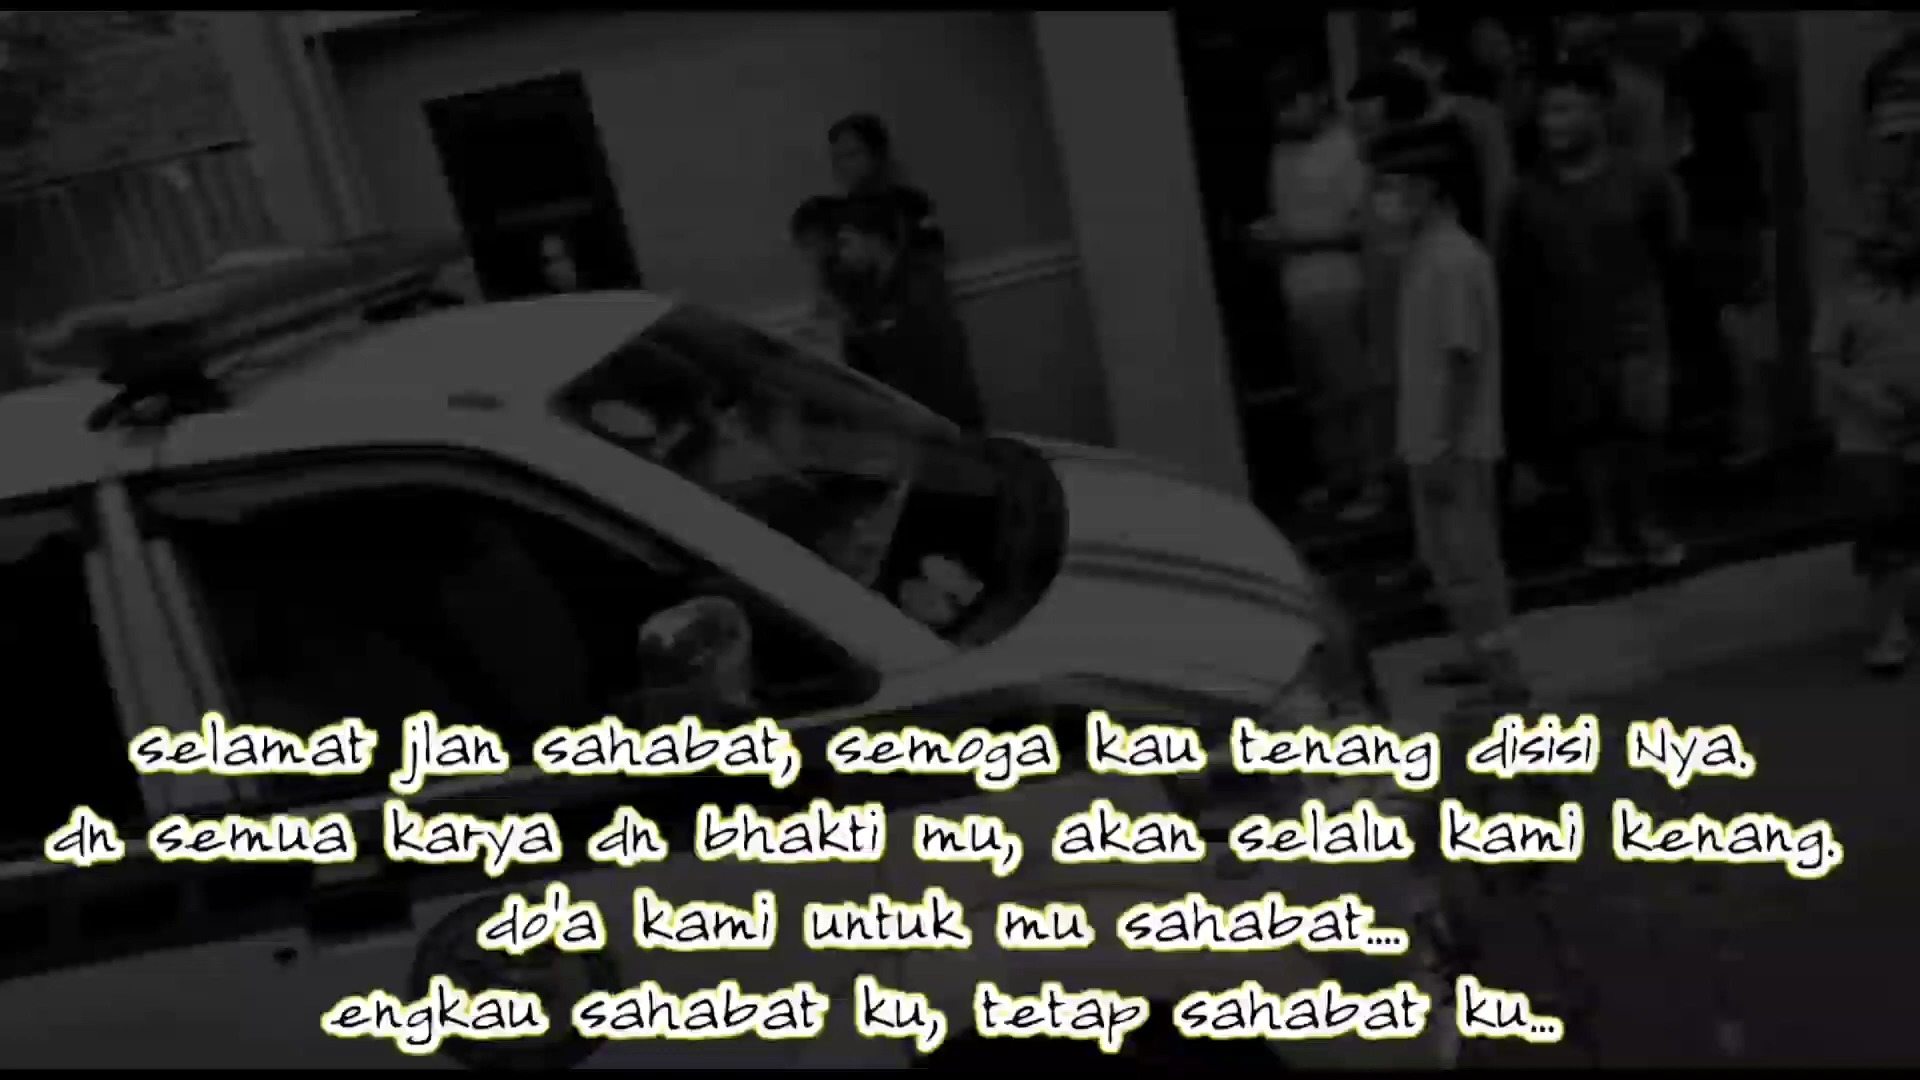 selamat jlan sahabat, semoga kau tenang disisi Nya.
dn semua karya dn bhakti mu, akan selalu kami kenang.
do'a kami untuk mu sahabat....
engkau sahabat ku, tetap sahabat ku...